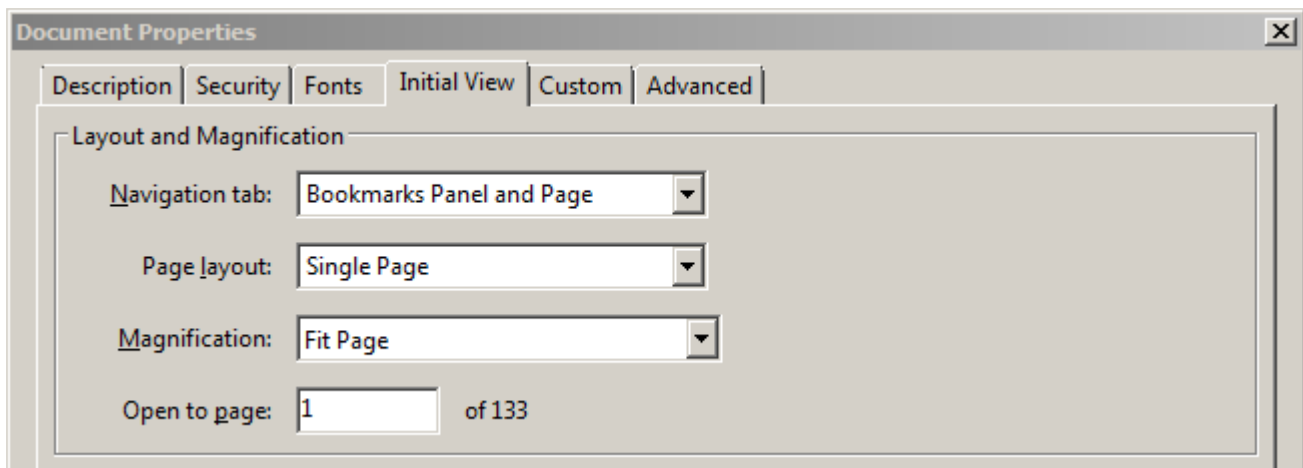 Document Properties
Description Security Fonts Initial View Custom Advanced
Layout and Magnification
Navigation tab: Bookmarks Panel and Page
Page layout: Single Page
Magnification: Fit Page
Open to page: 1 of 133